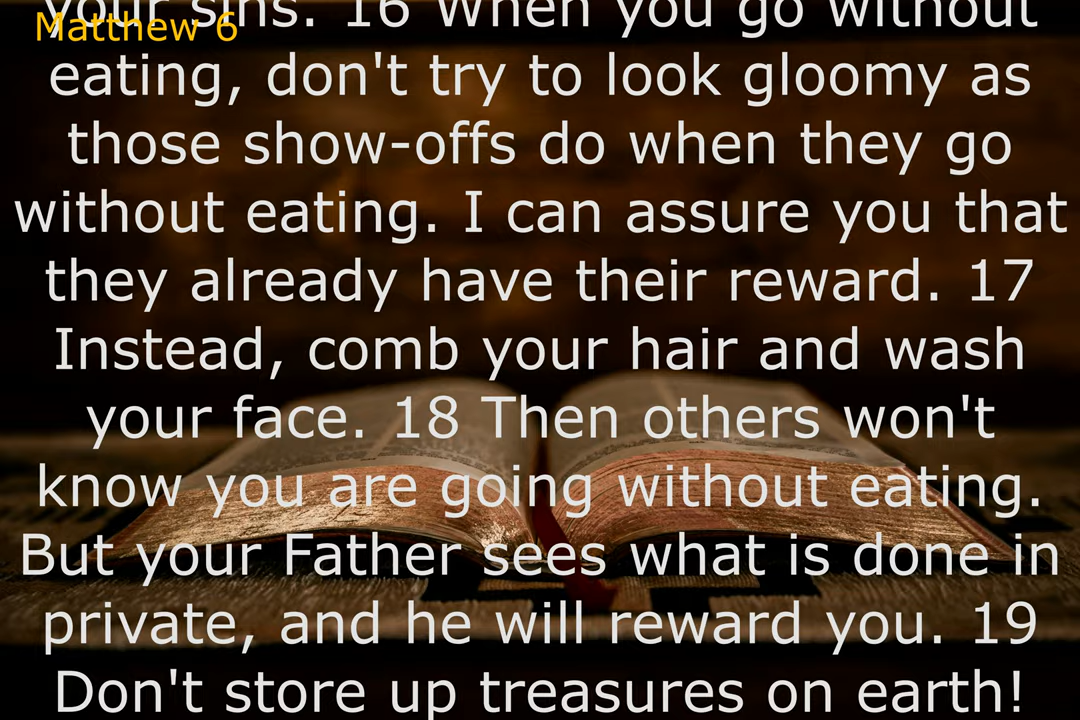 your sins. 16 When you go without
Matthew 6
eating, don't try to look gloomy as
those show-offs do when they go
without eating. I can assure you that
they already have their reward. 17
Instead, comb your hair and wash
your face. 18 Then others won't
know you are going without eating.
But your Father sees what is done in
private, and he will reward you. 19
Don't store up treasures on earth!